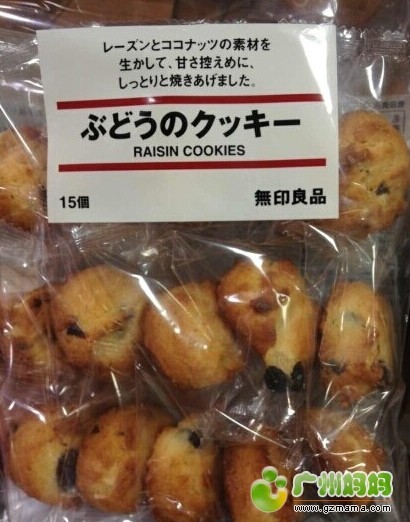 レーズンとココナッツの素材を
生かして、甘さ控えめに、
しっとりと焼きあげました。
ぶどうのクッキー
RAISIN COOKIES
15個
無印良品
广州妈妈
www.gzmama.com